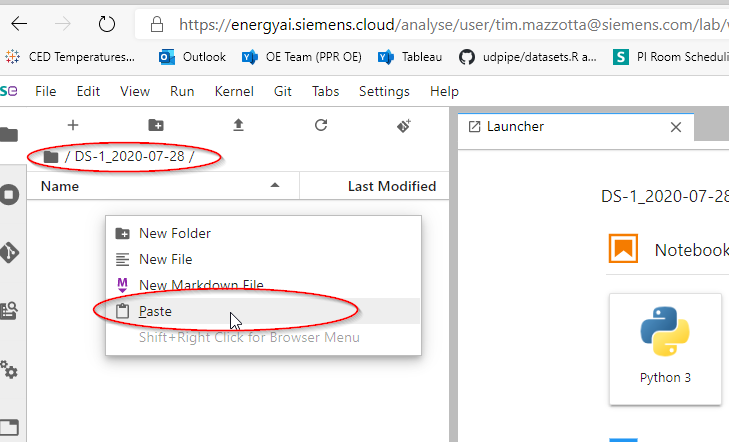 https://energyai.siemens.cloud/analyse/user/tim.mazzotta@siemens.com/lab/
CED Temperatures... Outlook OE Team (PPR OE) Tableau udpipe/datasets.R a... S PI Room Scheduli
se File Edit View Run Kernel Git Tabs Settings Help
Launcher
/ DS-1_2020-07-28 /
Name Last Modified
DS-1_2020-07-28
New Folder
New File
Notebook
M New Markdown File
Paste
Shift+Right Click for Browser Menu
Python 3